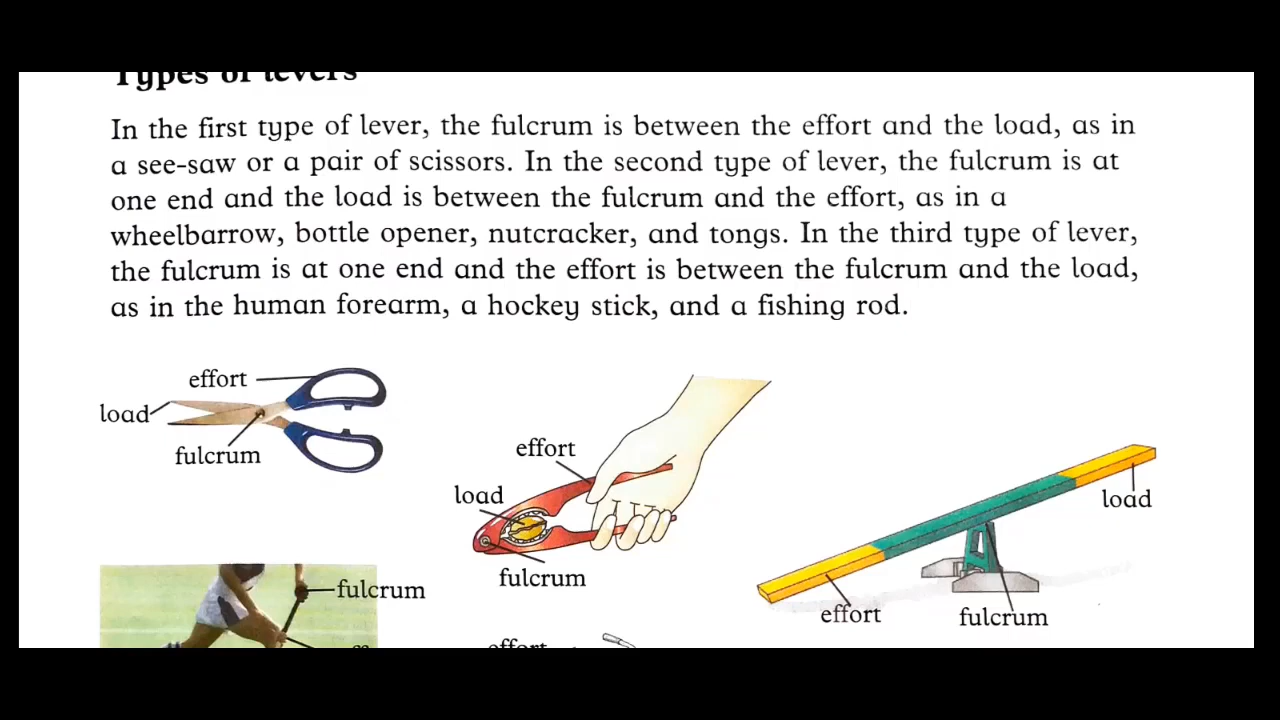 Types of levers
In the first type of lever, the fulcrum is between the effort and the load, as in
a see-saw or a pair of scissors. In the second type of lever, the fulcrum is at
one end and the load is between the fulcrum and the effort, as in a
wheelbarrow, bottle opener, nutcracker, and tongs. In the third type of lever,
the fulcrum is at one end and the effort is between the fulcrum and the load,
as in the human forearm, a hockey stick, and a fishing rod.
effort
load
fulcrum
effort
load
fulcrum
load
effort
fulcrum
fulcrum
effort